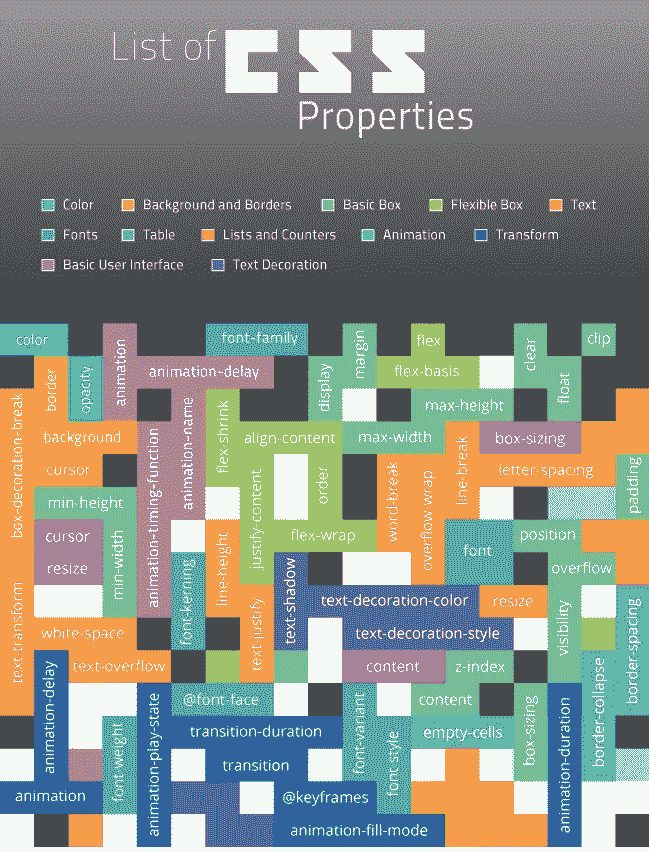 List of CSS
Properties
Color
Background and Borders
Basic Box
Flexible Box
Text
Fonts
Table
Lists and Counters
Animation
Transform
Basic User Interface
Text Decoration
color
animation
font-family
margin
flex
clear
clip
border
opacity
animation-delay
display
flex-basis
float
box-decoration-break
animation-name
flex-shrink
max-height
background
animation-timing-function
align-content
max-width
line-break
box-sizing
cursor
justify-content
order
word-break
overflow-wrap
letter-spacing
padding
min-height
cursor
min-width
line-height
flex-wrap
font
position
resize
font-kerning
text-shadow
overflow
text-transform
text-justify
text-decoration-color
resize
visibility
border-spacing
white-space
text-decoration-style
animation-delay
text-overflow
content
z-index
border-collapse
animation-play-state
@font-face
font-variant
content
box-sizing
animation-duration
font-weight
transition-duration
font-style
empty-cells
transition
animation
@keyframes
animation-fill-mode